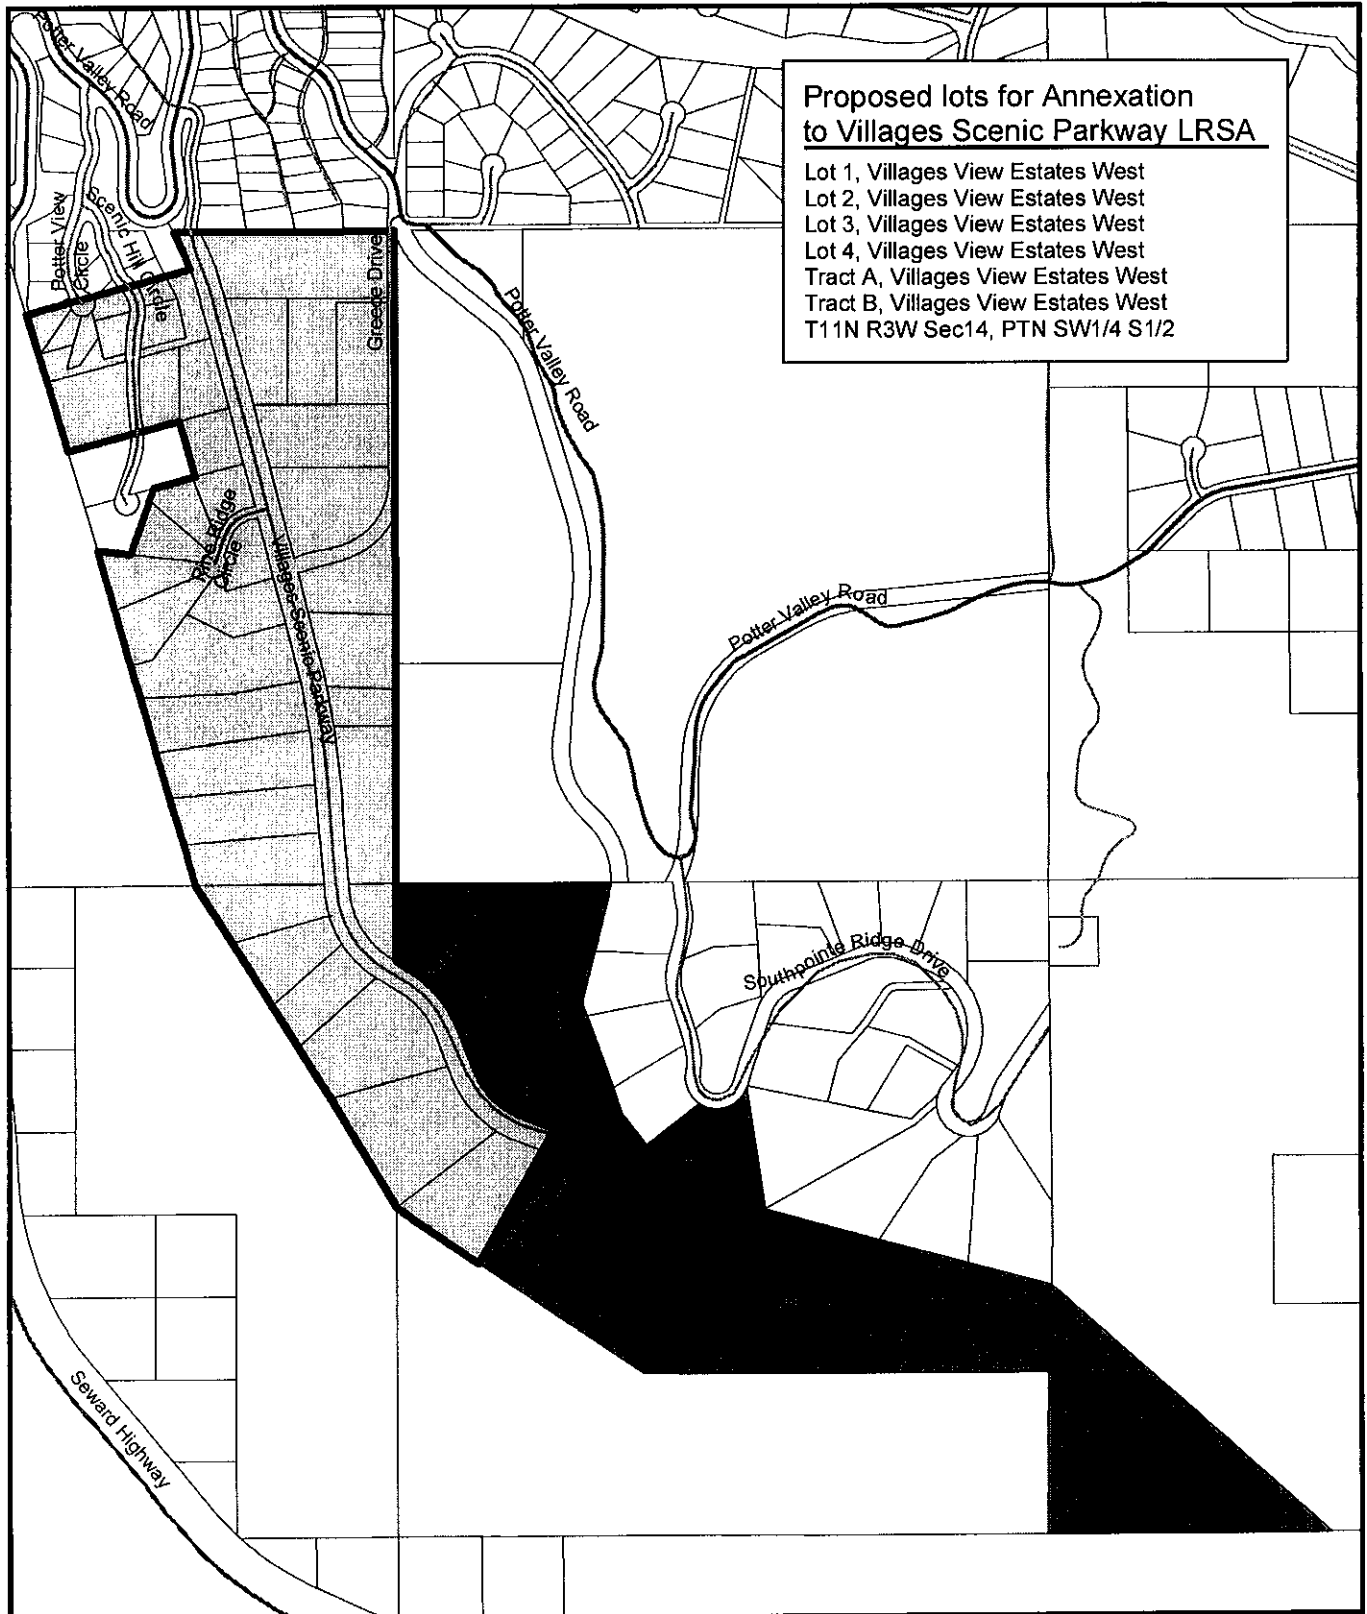 Proposed lots for Annexation
to Villages Scenic Parkway LRSA
Lot 1, Villages View Estates West
Lot 2, Villages View Estates West
Lot 3, Villages View Estates West
Lot 4, Villages View Estates West
Tract A, Villages View Estates West
Tract B, Villages View Estates West
T11N R3W Sec14, PTN SW1/4 S1/2
Potter Valley Road
Potter View
Circle
Scenic Hill Circle
Greece Drive
Potter Valley Road
Pine Ridge
Circle
Villages Scenic Parkway
Potter Valley Road
Southpointe Ridge Drive
Seward Highway